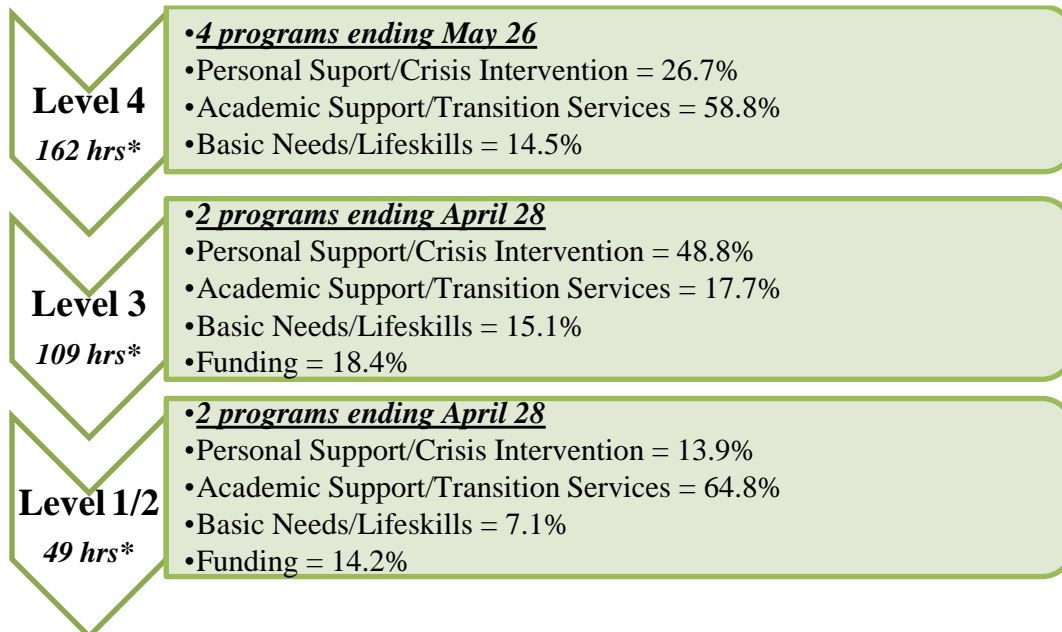 Level 4
162 hrs*
•4 programs ending May 26
•Personal Suport/Crisis Intervention = 26.7%
•Academic Support/Transition Services = 58.8%
•Basic Needs/Lifeskills = 14.5%
Level 3
109 hrs*
•2 programs ending April 28
•Personal Support/Crisis Intervention = 48.8%
•Academic Support/Transition Services = 17.7%
•Basic Needs/Lifeskills = 15.1%
•Funding = 18.4%
Level 1/2
49 hrs*
•2 programs ending April 28
•Personal Support/Crisis Intervention = 13.9%
•Academic Support/Transition Services = 64.8%
•Basic Needs/Lifeskills = 7.1%
•Funding = 14.2%